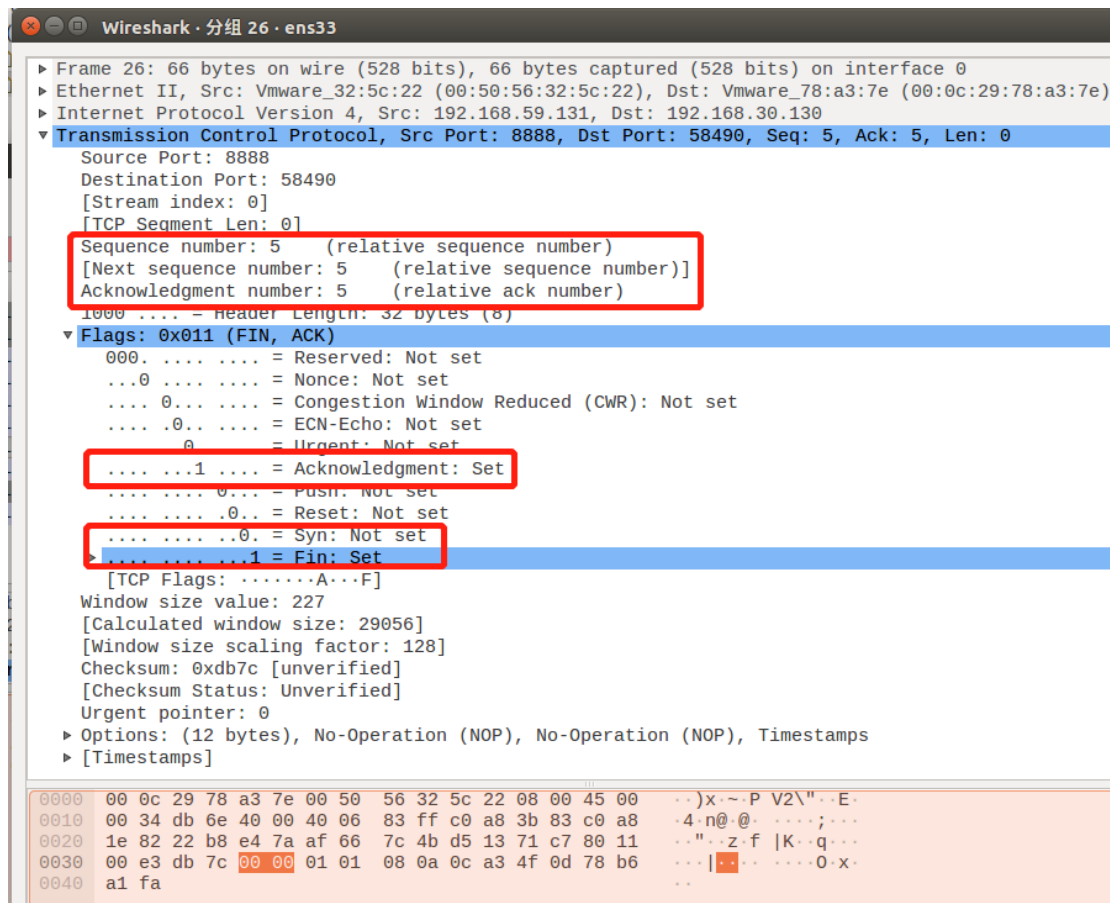 Wireshark · 分组 26 · ens33
Frame 26: 66 bytes on wire (528 bits), 66 bytes captured (528 bits) on interface 0
Ethernet II, Src: Vmware_32:5c:22 (00:50:56:32:5c:22), Dst: Vmware_78:a3:7e (00:0c:29:78:a3:7e)
Internet Protocol Version 4, Src: 192.168.59.131, Dst: 192.168.30.130
Transmission Control Protocol, Src Port: 8888, Dst Port: 58490, Seq: 5, Ack: 5, Len: 0
Source Port: 8888
Destination Port: 58490
[Stream index: 0]
[TCP Segment Len: 0]
Sequence number: 5 (relative sequence number)
[Next sequence number: 5 (relative sequence number)]
Acknowledgment number: 5 (relative ack number)
1000 .... = Header Length: 32 bytes (8)
Flags: 0x011 (FIN, ACK)
000. .... .... = Reserved: Not set
...0 .... .... = Nonce: Not set
.... 0... .... = Congestion Window Reduced (CWR): Not set
.... .0.. .... = ECN-Echo: Not set
.... ..0. .... = Urgent: Not set
.... ...1 .... = Acknowledgment: Set
.... .... 0... = Push: Not set
.... .... .0.. = Reset: Not set
.... .... ..0. = Syn: Not set
.... .... ...1 = Fin: Set
[TCP Flags: ·······A···F]
Window size value: 227
[Calculated window size: 29056]
[Window size scaling factor: 128]
Checksum: 0xdb7c [unverified]
[Checksum Status: Unverified]
Urgent pointer: 0
Options: (12 bytes), No-Operation (NOP), No-Operation (NOP), Timestamps
[Timestamps]
0000 00 0c 29 78 a3 7e 00 50 56 32 5c 22 08 00 45 00 ··)x·~·P V2\"··E·
0010 00 34 db 6e 40 00 40 06 83 ff c0 a8 3b 83 c0 a8 ·4·n@·@· ····;···
0020 1e 82 22 b8 e4 7a af 66 7c 4b d5 13 71 c7 80 11 ··"··z·f |K··q···
0030 00 e3 db 7c 00 00 01 01 08 0a 0c a3 4f 0d 78 b6 ···|···· ····O·x·
0040 a1 fa ··